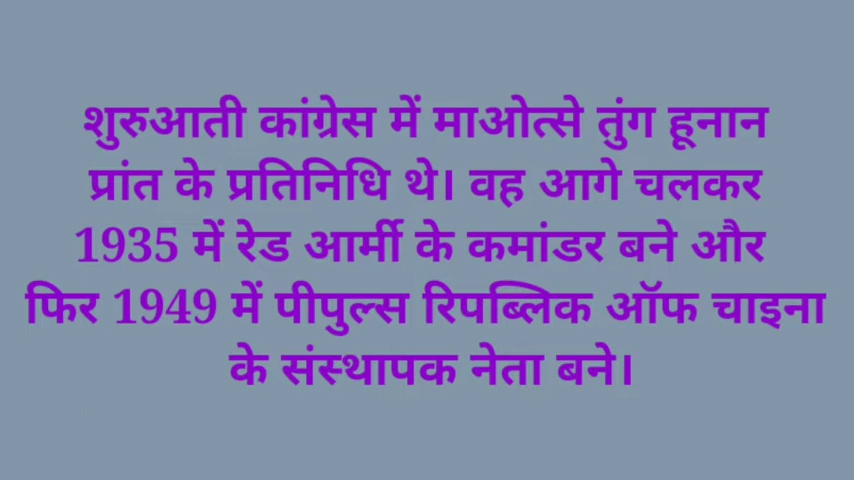 शुरुआती कांग्रेस में माओत्से तुंग हूनान
प्रांत के प्रतिनिधि थे। वह आगे चलकर
1935 में रेड आर्मी के कमांडर बने और
फिर 1949 में पीपुल्स रिपब्लिक ऑफ चाइना
के संस्थापक नेता बने।